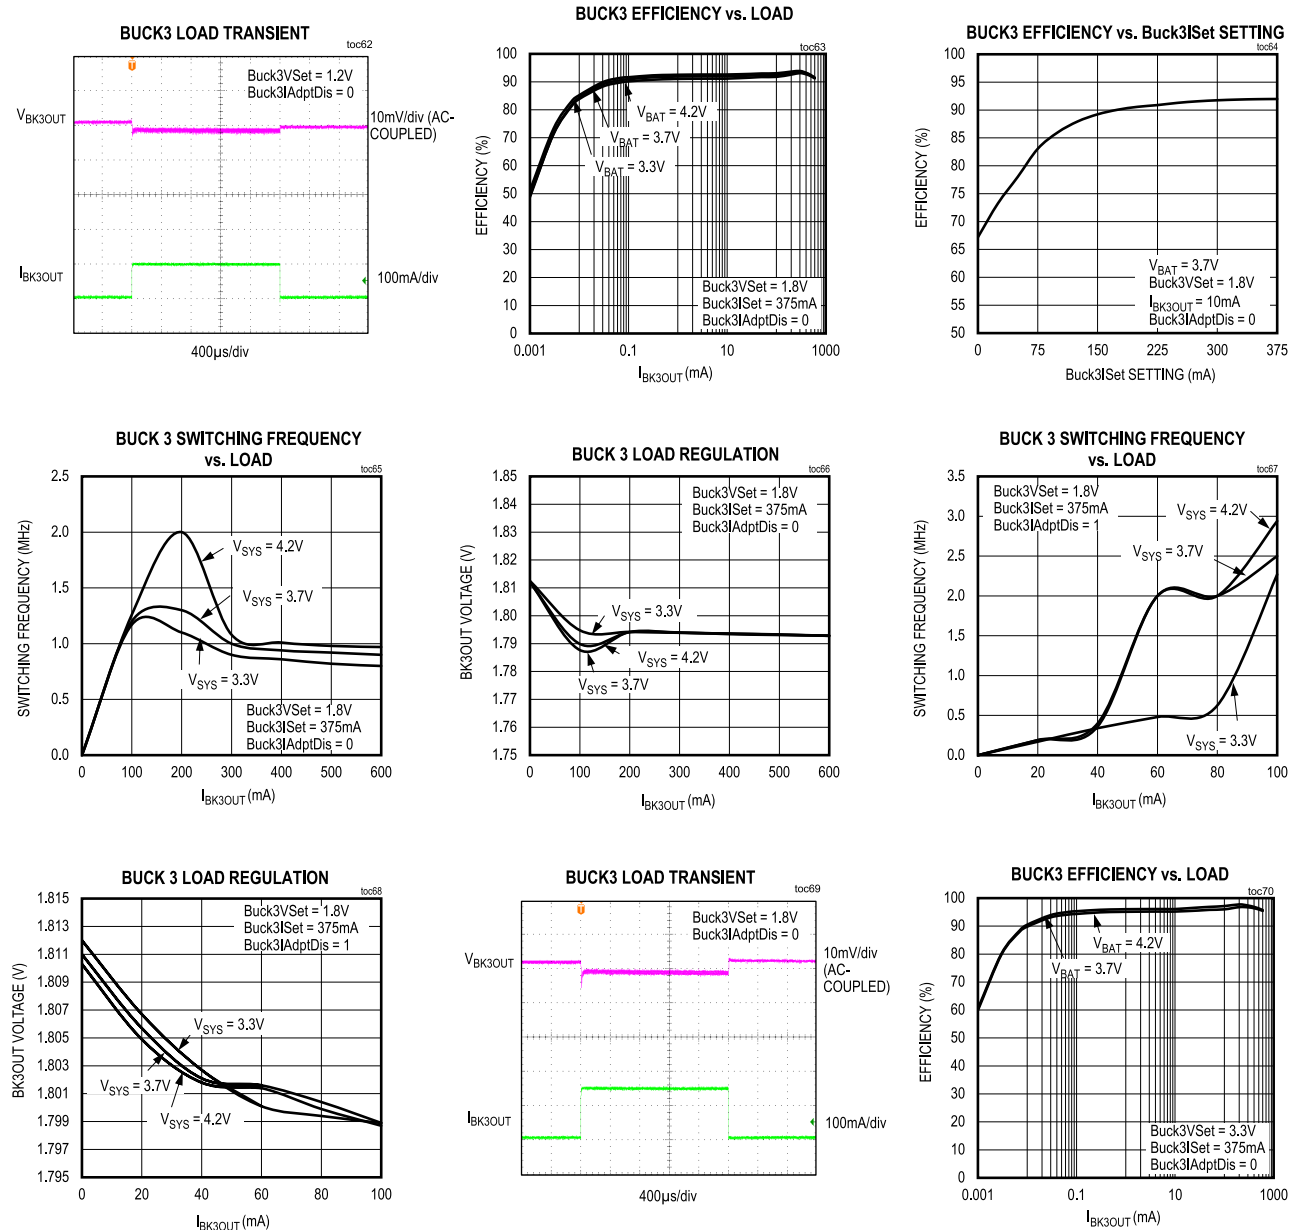 BUCK3 LOAD TRANSIENT
toc62
Buck3VSet = 1.2V
Buck3IAdptDis = 0
VBK3OUT
10mV/div (AC-
COUPLED)
IBK3OUT
100mA/div
400µs/div
BUCK3 EFFICIENCY vs. LOAD
toc63
100
90
80
70
60
50
40
30
20
10
0
EFFICIENCY (%)
VBAT = 4.2V
VBAT = 3.7V
VBAT = 3.3V
Buck3VSet = 1.8V
Buck3ISet = 375mA
Buck3IAdptDis = 0
0.001 0.1 10 1000
IBK3OUT (mA)
BUCK3 EFFICIENCY vs. Buck3ISet SETTING
toc64
100
95
90
85
80
75
70
65
60
55
50
EFFICIENCY (%)
VBAT = 3.7V
Buck3VSet = 1.8V
IBK3OUT = 10mA
Buck3IAdptDis = 0
0 75 150 225 300 375
Buck3ISet SETTING (mA)
BUCK 3 SWITCHING FREQUENCY
vs. LOAD
toc65
2.5
2.0
1.5
1.0
0.5
0.0
SWITCHING FREQUENCY (MHz)
VSYS = 4.2V
VSYS = 3.7V
VSYS = 3.3V
Buck3VSet = 1.8V
Buck3ISet = 375mA
Buck3IAdptDis = 0
0 100 200 300 400 500 600
IBK3OUT (mA)
BUCK 3 LOAD REGULATION
toc66
1.85
1.84
1.83
1.82
1.81
1.80
1.79
1.78
1.77
1.76
1.75
BK3OUT VOLTAGE (V)
Buck3VSet = 1.8V
Buck3ISet = 375mA
Buck3IAdptDis = 0
VSYS = 3.3V
VSYS = 4.2V
VSYS = 3.7V
0 100 200 300 400 500 600
IBK3OUT (mA)
BUCK 3 SWITCHING FREQUENCY
vs. LOAD
toc67
3.5
3.0
2.5
2.0
1.5
1.0
0.5
0.0
SWITCHING FREQUENCY (MHz)
Buck3VSet = 1.8V
Buck3ISet = 375mA
Buck3IAdptDis = 1
VSYS = 4.2V
VSYS = 3.7V
VSYS = 3.3V
0 20 40 60 80 100
IBK3OUT (mA)
BUCK 3 LOAD REGULATION
toc68
1.815
1.813
1.811
1.809
1.807
1.805
1.803
1.801
1.799
1.797
1.795
BK3OUT VOLTAGE (V)
Buck3VSet = 1.8V
Buck3ISet = 375mA
Buck3IAdptDis = 1
VSYS = 3.3V
VSYS = 3.7V
VSYS = 4.2V
0 20 40 60 80 100
IBK3OUT (mA)
BUCK3 LOAD TRANSIENT
toc69
Buck3VSet = 1.8V
Buck3IAdptDis = 0
VBK3OUT
10mV/div
(AC-
COUPLED)
IBK3OUT
100mA/div
400µs/div
BUCK3 EFFICIENCY vs. LOAD
toc70
100
90
80
70
60
50
40
30
20
10
0
EFFICIENCY (%)
VBAT = 4.2V
VBAT = 3.7V
Buck3VSet = 3.3V
Buck3ISet = 375mA
Buck3IAdptDis = 0
0.001 0.1 10 1000
IBK3OUT (mA)